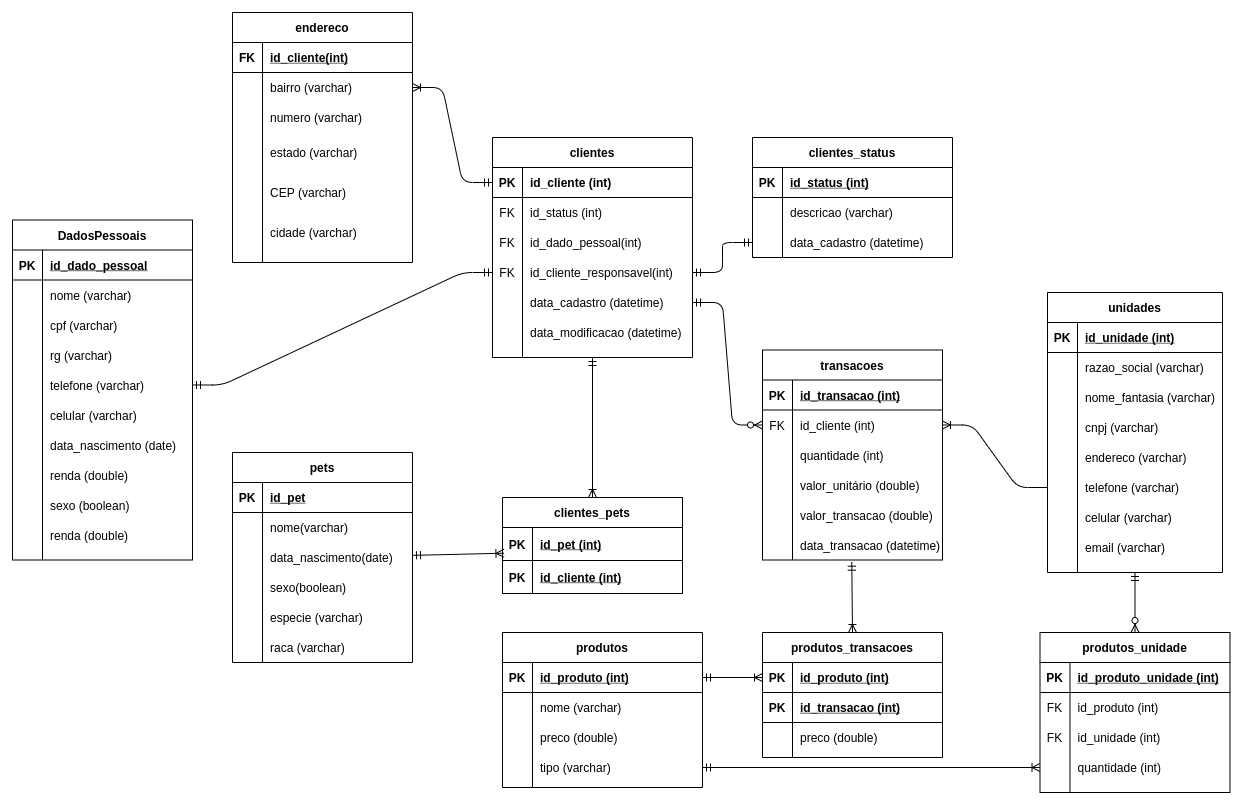 endereco
FK id_cliente(int)
bairro (varchar)
numero (varchar)
estado (varchar)
CEP (varchar)
cidade (varchar)
clientes
PK id_cliente (int)
FK id_status (int)
FK id_dado_pessoal(int)
FK id_cliente_responsavel(int)
data_cadastro (datetime)
data_modificacao (datetime)
clientes_status
PK id_status (int)
descricao (varchar)
data_cadastro (datetime)
DadosPessoais
PK id_dado_pessoal
nome (varchar)
cpf (varchar)
rg (varchar)
telefone (varchar)
celular (varchar)
data_nascimento (date)
renda (double)
sexo (boolean)
renda (double)
unidades
PK id_unidade (int)
razao_social (varchar)
nome_fantasia (varchar)
cnpj (varchar)
endereco (varchar)
telefone (varchar)
celular (varchar)
email (varchar)
transacoes
PK id_transacao (int)
FK id_cliente (int)
quantidade (int)
valor_unitário (double)
valor_transacao (double)
data_transacao (datetime)
pets
PK id_pet
nome(varchar)
data_nascimento(date)
sexo(boolean)
especie (varchar)
raca (varchar)
clientes_pets
PK id_pet (int)
PK id_cliente (int)
produtos
PK id_produto (int)
nome (varchar)
preco (double)
tipo (varchar)
produtos_transacoes
PK id_produto (int)
PK id_transacao (int)
preco (double)
produtos_unidade
PK id_produto_unidade (int)
FK id_produto (int)
FK id_unidade (int)
quantidade (int)